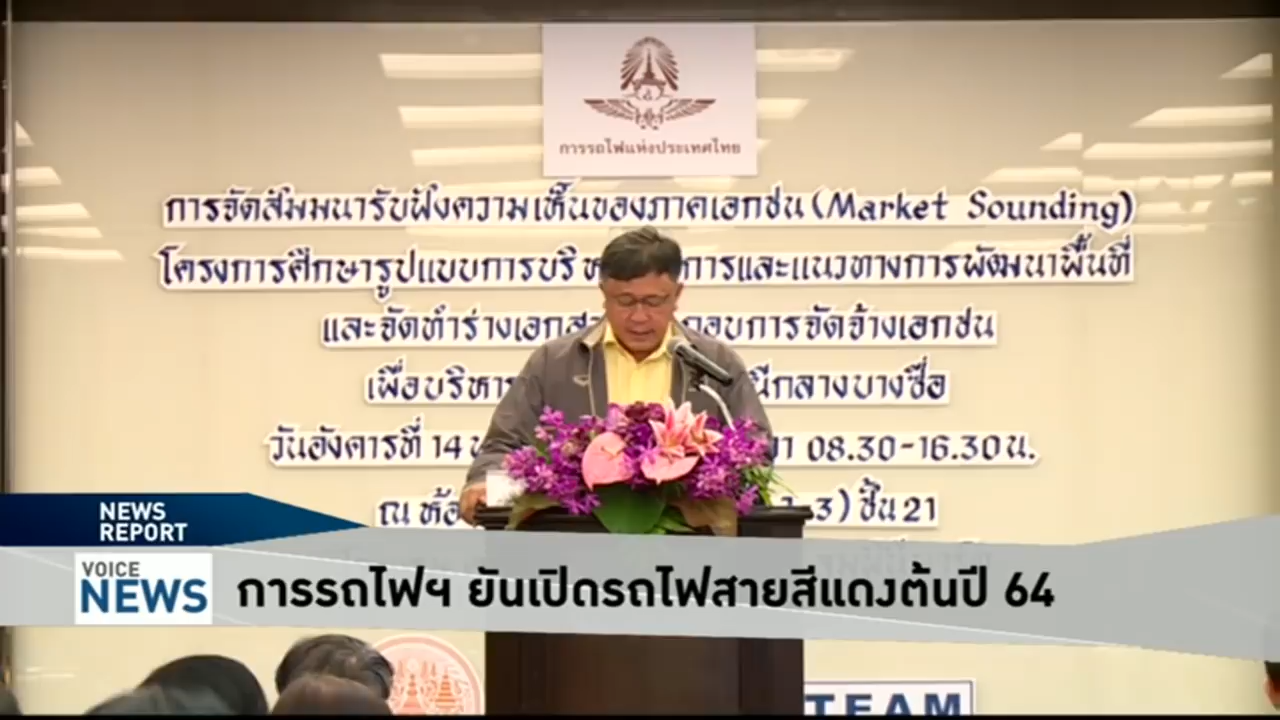 การรถไฟแห่งประเทศไทย
การจัดสัมมนารับฟังความเห็นของภาคเอกชน (Market Sounding)
โครงการศึกษารูปแบบการบริห การและแนวทางการพัฒนาพื้นที่
และจัดทำร่างเอกส กอบการจัดจ้างเอกชน
เพื่อบริหาร นีกลางบางซื่อ
วันอังคารที่ 14 08.30-16.30 น.
ณ ห้อ -3) ชั้น 21
NEWS
REPORT
VOICE
NEWS
การรถไฟฯ ยันเปิดรถไฟสายสีแดงต้นปี 64
TEAM